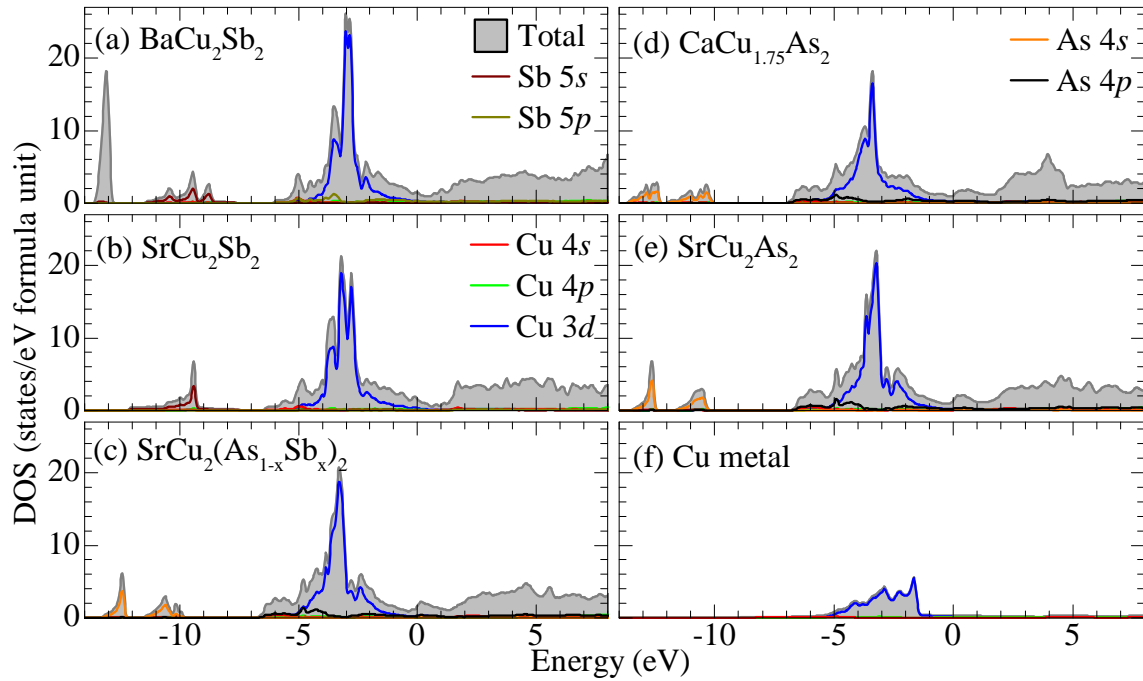 (a) BaCu₂Sb₂
Total
Sb 5s
Sb 5p
(d) CaCu₁.₇₅As₂
As 4s
As 4p
20
10
0
(b) SrCu₂Sb₂
Cu 4s
Cu 4p
Cu 3d
(e) SrCu₂As₂
20
10
0
(c) SrCu₂(As₁₋ₓSbₓ)₂
(f) Cu metal
20
10
0
-10 -5 0 5
-10 -5 0 5
Energy (eV)
DOS (states/eV formula unit)